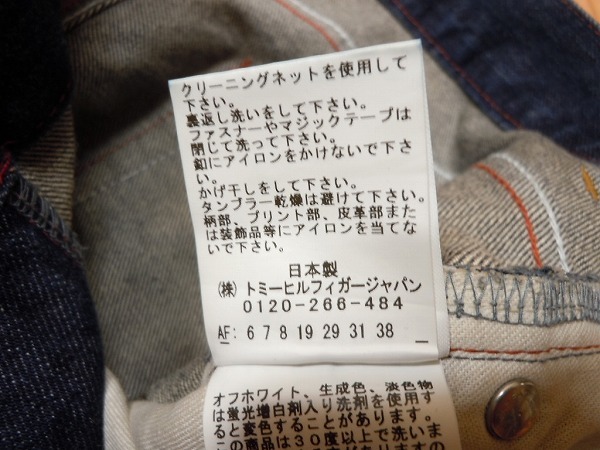 クリーニングネットを使用して
下さい。
裏返し洗いをして下さい。
ファスナーやマジックテープは
閉じて洗って下さい。
釦にアイロンをかけないで下さ
い。
かげ干しをして下さい。
タンブラー乾燥は避けて下さい。
柄部、プリント部、皮革部また
は装飾品等にアイロンを当てな
いで下さい。
日本製
(株) トミーヒルフィガージャパン
0120-266-484
AF: 6 7 8 19 29 31 38
オフホワイト、生成色、淡色物
は蛍光増白剤入り洗剤を使用す
ると変色することがあります。
この商品は30度以上で洗いま